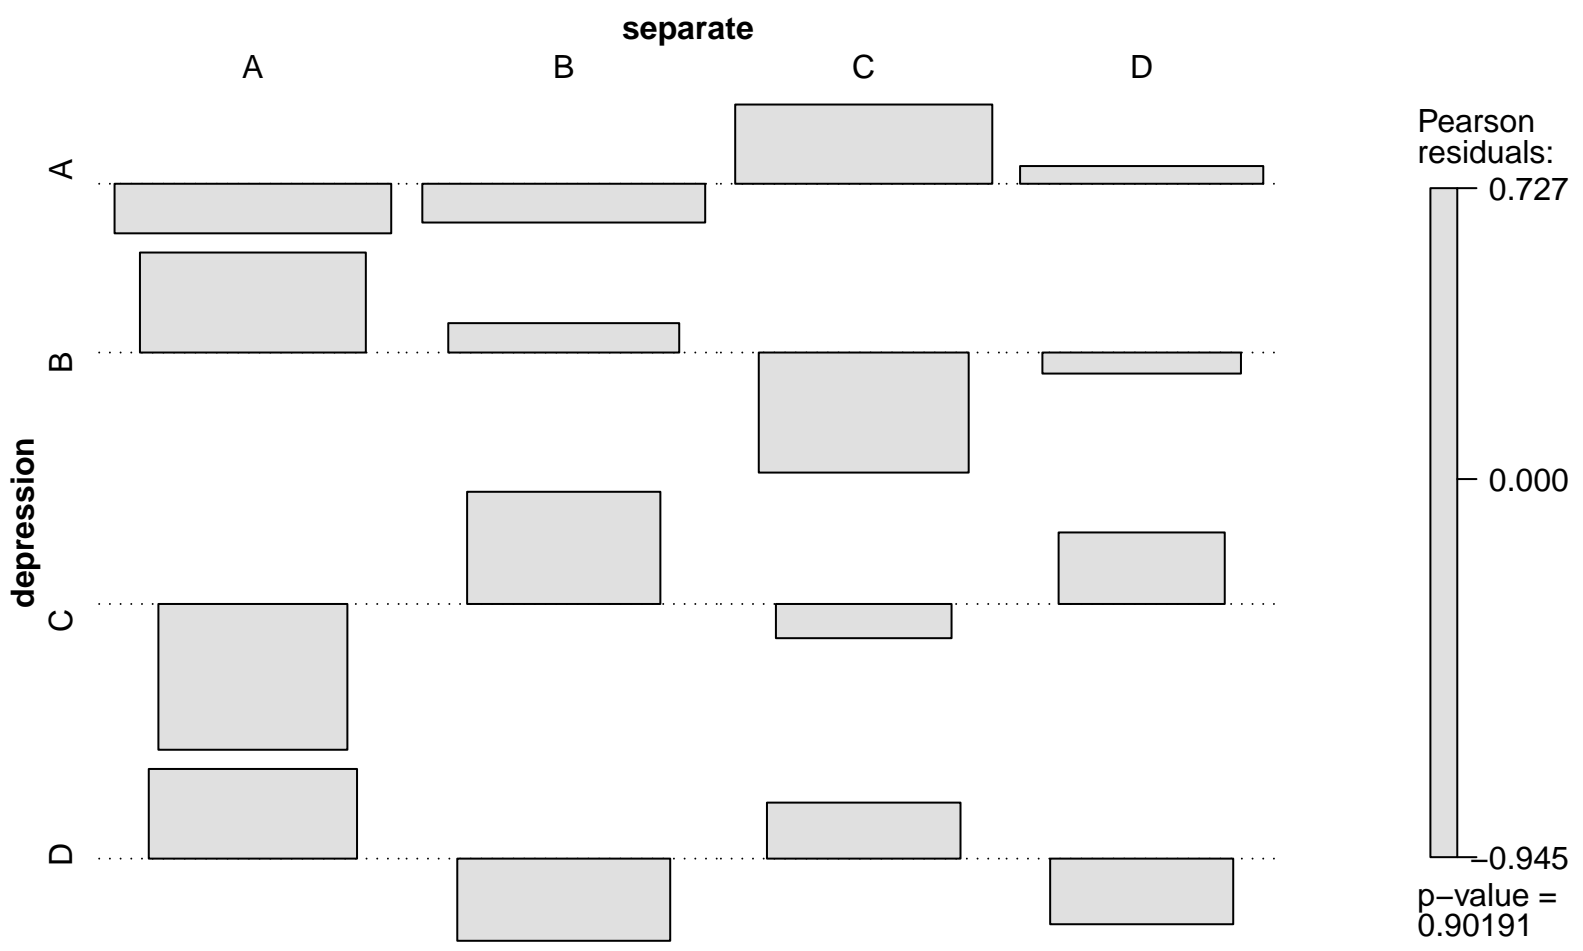 separate
A B C D
A
B
C
D
depression
Pearson
residuals:
0.727
0.000
−0.945
p−value =
0.90191